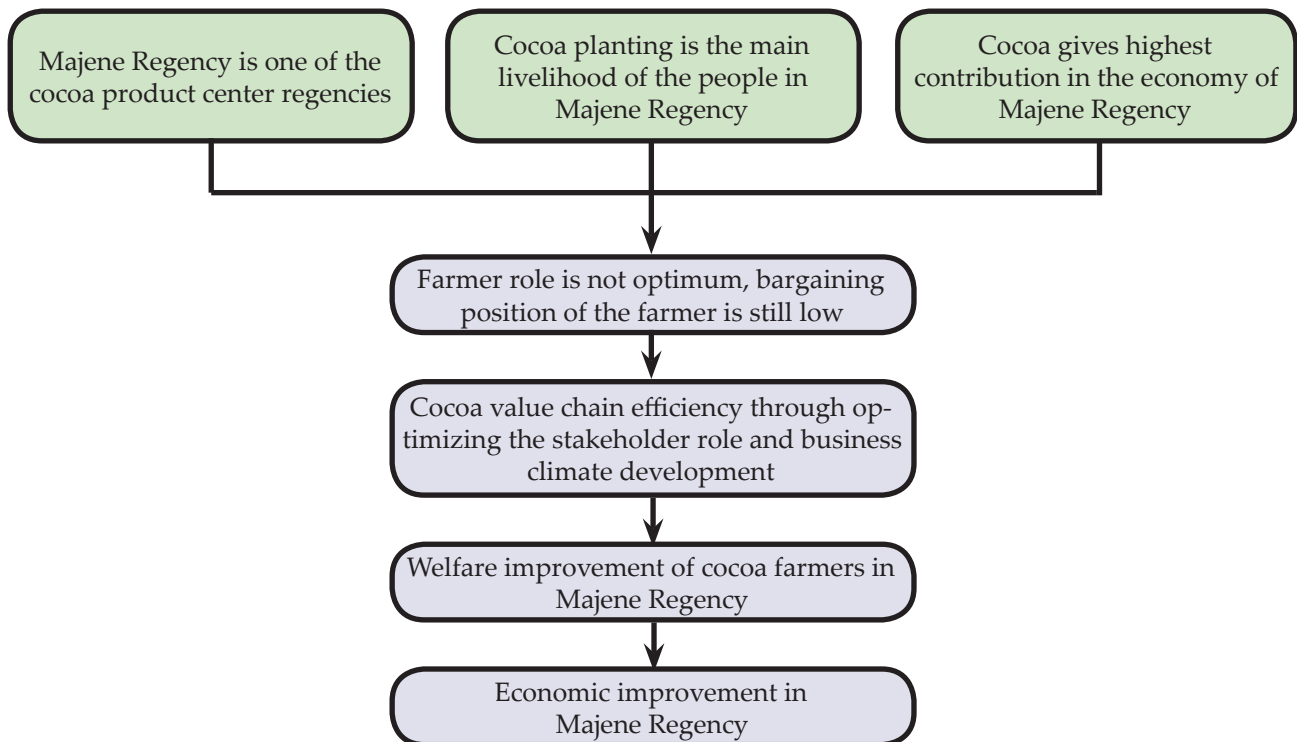 Majene Regency is one of the
cocoa product center regencies
Cocoa planting is the main
livelihood of the people in
Majene Regency
Cocoa gives highest
contribution in the economy of
Majene Regency
Farmer role is not optimum, bargaining
position of the farmer is still low
Cocoa value chain efficiency through op-
timizing the stakeholder role and business
climate development
Welfare improvement of cocoa farmers in
Majene Regency
Economic improvement in
Majene Regency